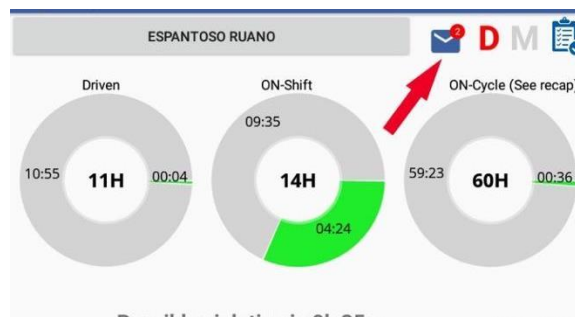 ESPANTOSO RUANO
2
D M
Driven
ON-Shift
ON-Cycle (See recap)
10:55
11H
00:04
09:35
14H
04:24
59:23
60H
00:36